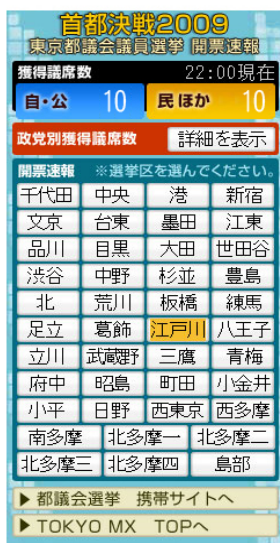 首都決戦2009
東京都議会議員選挙 開票速報
獲得議席数 22:00現在
自・公 10 民ほか 10
政党別獲得議席数 詳細を表示
開票速報 ※選挙区を選んでください。
千代田 中央 港 新宿
文京 台東 墨田 江東
品川 目黒 大田 世田谷
渋谷 中野 杉並 豊島
北 荒川 板橋 練馬
足立 葛飾 江戸川 八王子
立川 武蔵野 三鷹 青梅
府中 昭島 町田 小金井
小平 日野 西東京 西多摩
南多摩 北多摩一 北多摩二
北多摩三 北多摩四 島部
▶都議会選挙 携帯サイトへ
▶TOKYO MX TOPへ